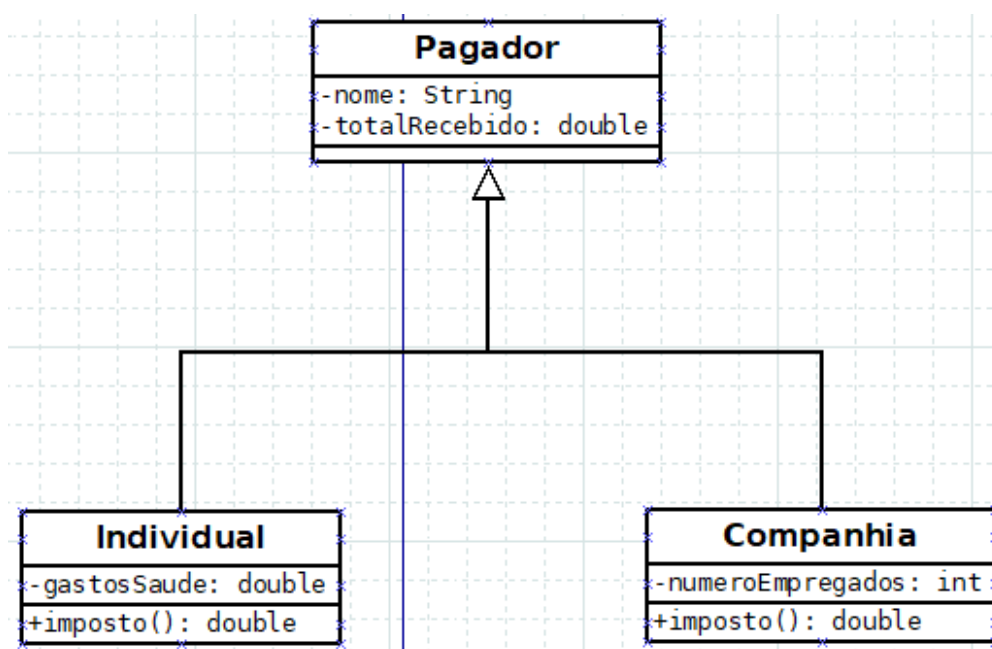 Pagador
-nome: String
-totalRecebido: double
Individual
-gastosSaude: double
+imposto(): double
Companhia
-numeroEmpregados: int
+imposto(): double